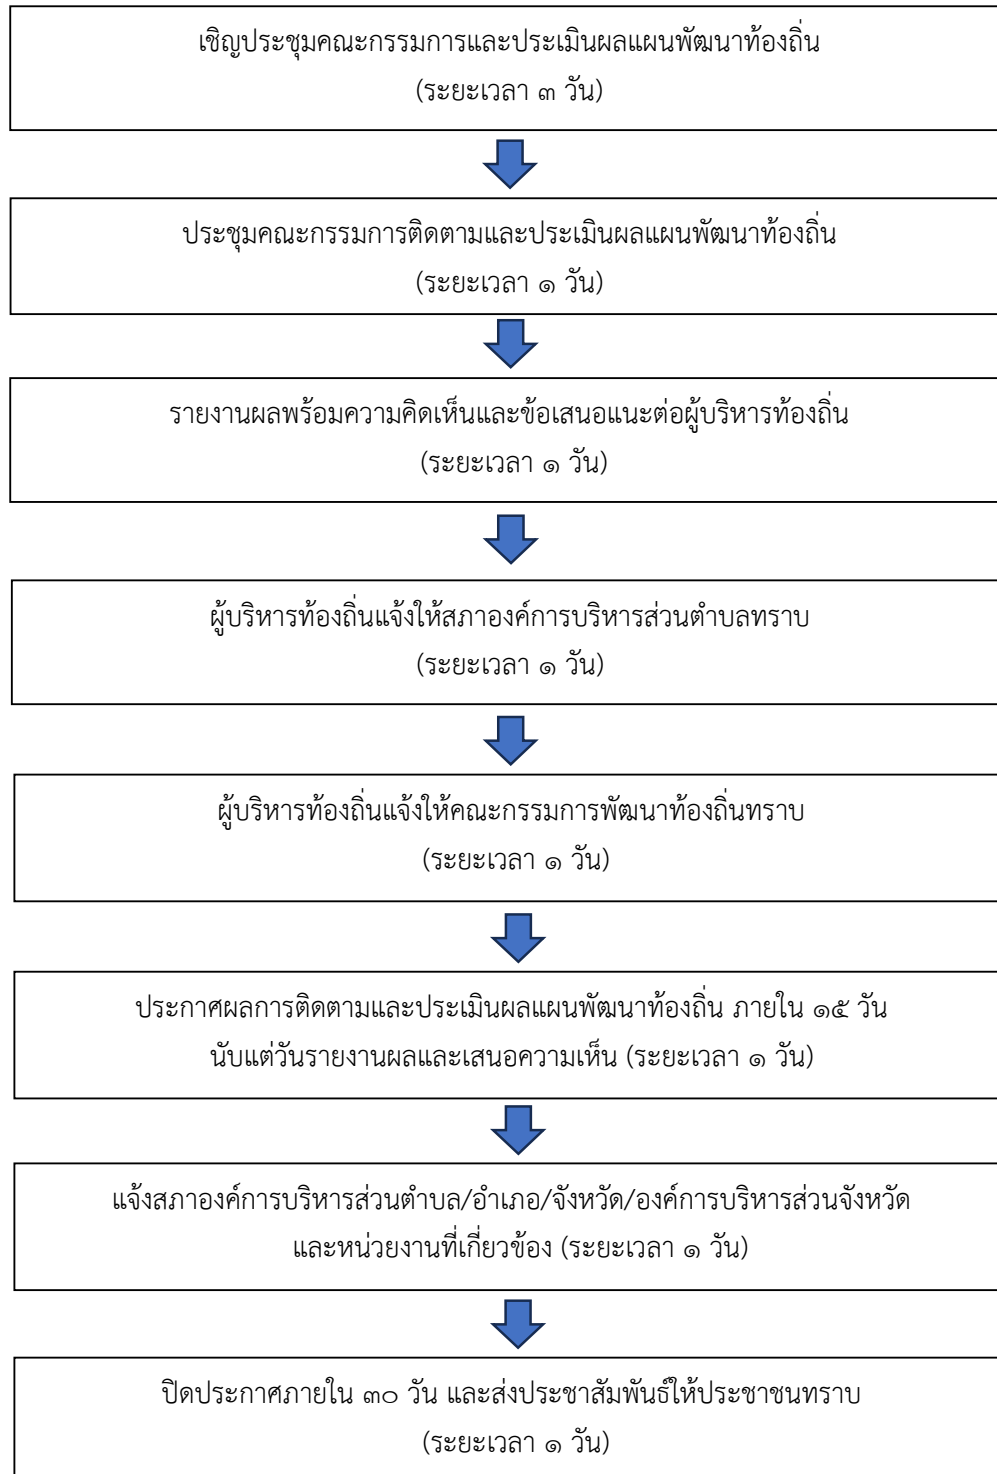 เชิญประชุมคณะกรรมการและประเมินผลแผนพัฒนาท้องถิ่น
(ระยะเวลา ๓ วัน)
ประชุมคณะกรรมการติดตามและประเมินผลแผนพัฒนาท้องถิ่น
(ระยะเวลา ๑ วัน)
รายงานผลพร้อมความคิดเห็นและข้อเสนอแนะต่อผู้บริหารท้องถิ่น
(ระยะเวลา ๑ วัน)
ผู้บริหารท้องถิ่นแจ้งให้สภาองค์การบริหารส่วนตำบลทราบ
(ระยะเวลา ๑ วัน)
ผู้บริหารท้องถิ่นแจ้งให้คณะกรรมการพัฒนาท้องถิ่นทราบ
(ระยะเวลา ๑ วัน)
ประกาศผลการติดตามและประเมินผลแผนพัฒนาท้องถิ่น ภายใน ๑๕ วัน
นับแต่วันรายงานผลและเสนอความเห็น (ระยะเวลา ๑ วัน)
แจ้งสภาองค์การบริหารส่วนตำบล/อำเภอ/จังหวัด/องค์การบริหารส่วนจังหวัด
และหน่วยงานที่เกี่ยวข้อง (ระยะเวลา ๑ วัน)
ปิดประกาศภายใน ๓๐ วัน และส่งประชาสัมพันธ์ให้ประชาชนทราบ
(ระยะเวลา ๑ วัน)